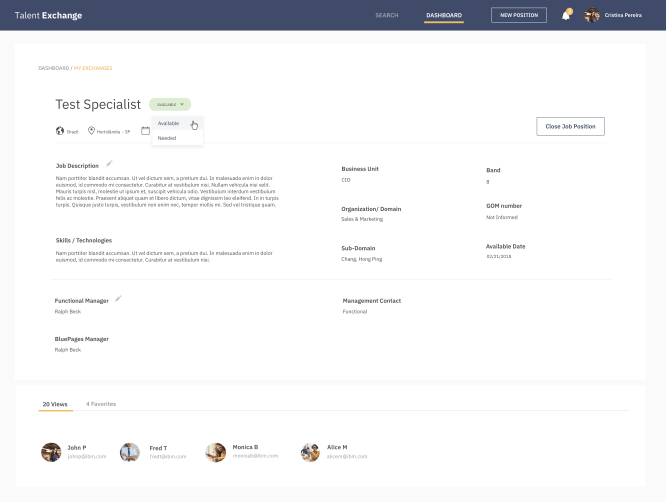 Talent Exchange
SEARCH
DASHBOARD
NEW POSITION
Cristina Pereira
DASHBOARD / MY EXCHANGES
Test Specialist
AVAILABLE
Available
Needed
Brazil
Hortolândia - SP
Close Job Position
Job Description
Nam porttitor blandit accumsan. Ut vel dictum sem, a pretium dui. In malesuada enim in dolor
euismod, id commodo mi consectetur. Curabitur at vestibulum nisi. Nullam vehicula nisi velit.
Mauris turpis nisl, molestie ut ipsum et, suscipit vehicula odio. Vestibulum interdum vestibulum
felis ac molestie. Praesent aliquet quam et libero dictum, vitae dignissim leo eleifend. In in turpis
turpis. Quisque justo turpis, vestibulum non enim nec, tempor mollis mi. Sed vel tristique quam.
Skills / Technologies
Nam porttitor blandit accumsan. Ut vel dictum sem, a pretium dui. In malesuada enim in dolor
euismod, id commodo mi consectetur. Curabitur at vestibulum nisi.
Business Unit
CIO
Organization/ Domain
Sales & Marketing
Sub-Domain
Chang, Hong Ping
Band
8
GOM number
Not Informed
Available Date
02/21/2018
Functional Manager
Ralph Beck
BluePages Manager
Ralph Beck
Management Contact
Functional
20 Views
4 Favorites
John P
johnp@ibm.com
Fred T
fredt@ibm.com
Monica B
monicab@ibm.com
Alice M
alicem@ibm.com